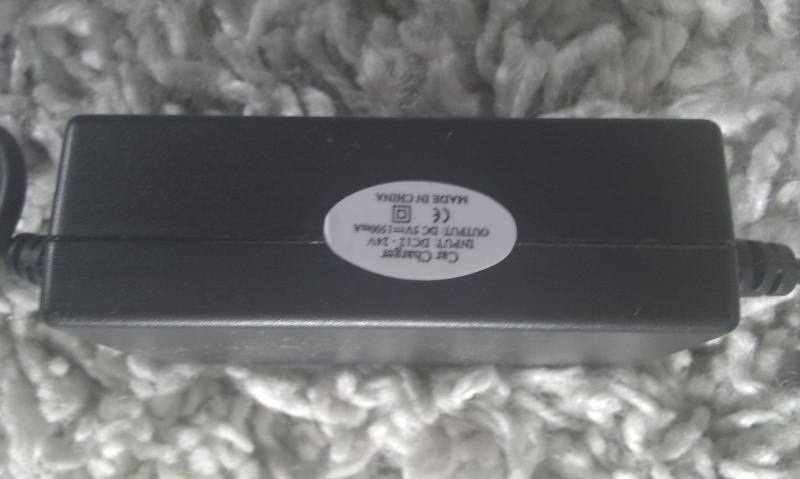 Car Charger
INPUT: DC12 - 24V
OUTPUT: DC 5V⎓1500mA
CE
MADE IN CHINA